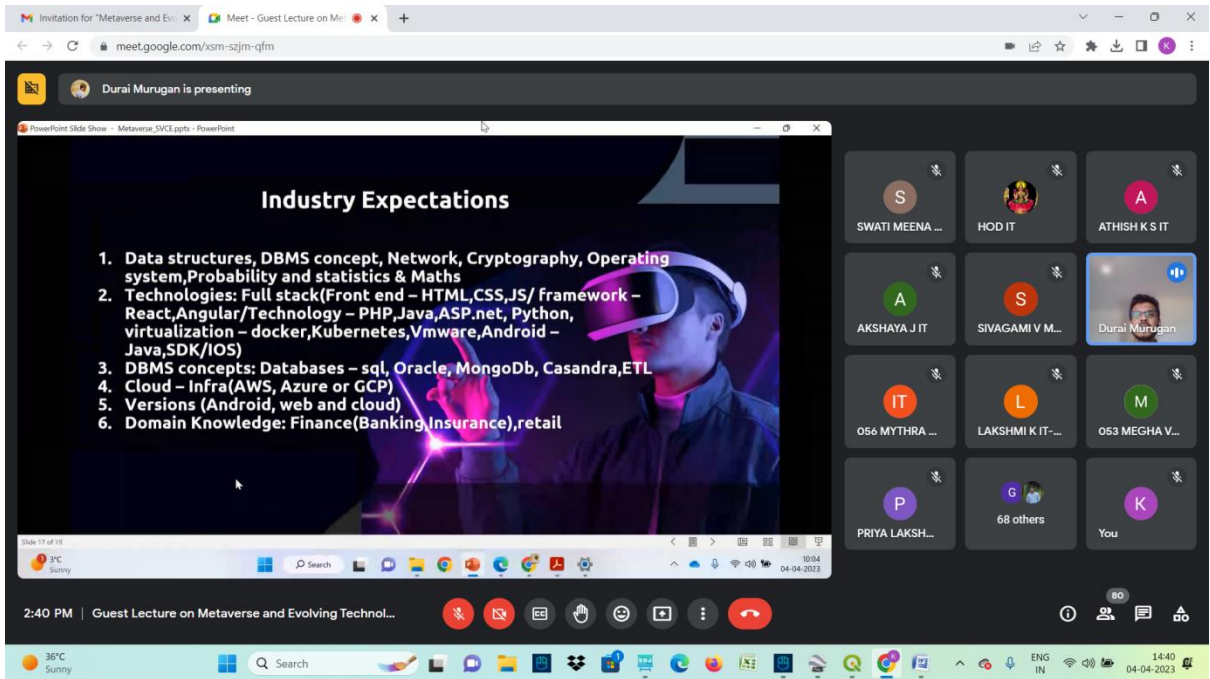 Invitation for "Metaverse and Evo
Meet - Guest Lecture on Me
meet.google.com/xsm-szjm-qfm
K
Durai Murugan is presenting
PowerPoint Slide Show - Metaverse_SVCE.pptx - PowerPoint
Industry Expectations
1. Data structures, DBMS concept, Network, Cryptography, Operating
system,Probability and statistics & Maths
2. Technologies: Full stack(Front end – HTML,CSS,JS/ framework –
React,Angular/Technology – PHP,Java,ASP.net, Python,
virtualization – docker,Kubernetes,Vmware,Android –
Java,SDK/IOS)
3. DBMS concepts: Databases – sql, Oracle, MongoDb, Casandra,ETL
4. Cloud – Infra(AWS, Azure or GCP)
5. Versions (Android, web and cloud)
6. Domain Knowledge: Finance(Banking,Insurance),retail
Slide 17 of 19
3°C
Sunny
Search
10:04
04-04-2023
S
SWATI MEENA ...
HOD IT
A
ATHISH K S IT
A
AKSHAYA J IT
S
SIVAGAMI V M...
Durai Murugan
IT
056 MYTHRA ...
L
LAKSHMI K IT-...
M
053 MEGHA V...
P
PRIYA LAKSH...
G
68 others
K
You
2:40 PM | Guest Lecture on Metaverse and Evolving Technol...
80
36°C
Sunny
Search
ENG
IN
14:40
04-04-2023